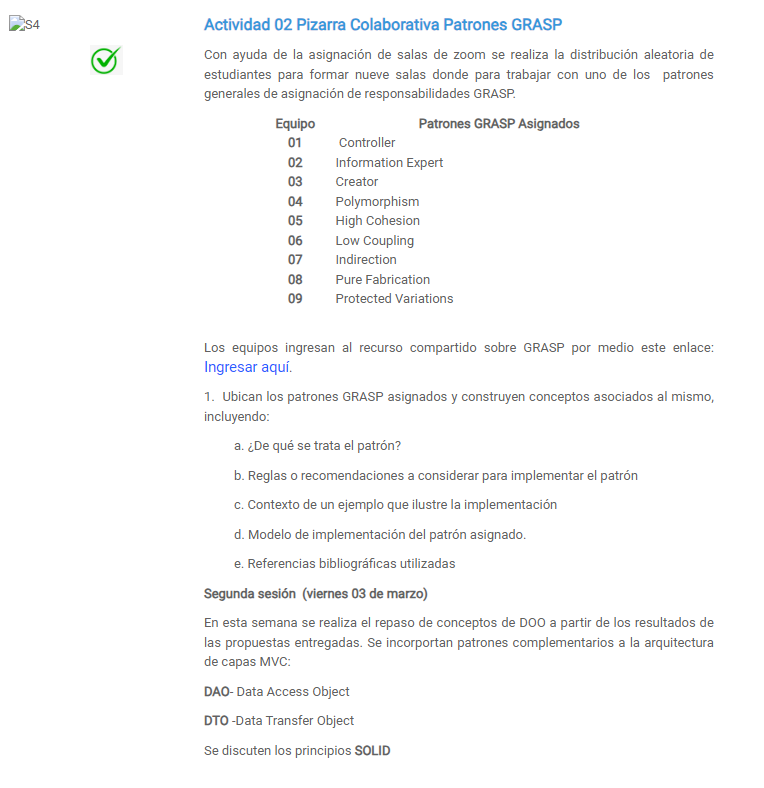 S4
Actividad 02 Pizarra Colaborativa Patrones GRASP
Con ayuda de la asignación de salas de zoom se realiza la distribución aleatoria de
estudiantes para formar nueve salas donde para trabajar con uno de los patrones
generales de asignación de responsabilidades GRASP.
Equipo Patrones GRASP Asignados
01 Controller
02 Information Expert
03 Creator
04 Polymorphism
05 High Cohesion
06 Low Coupling
07 Indirection
08 Pure Fabrication
09 Protected Variations
Los equipos ingresan al recurso compartido sobre GRASP por medio este enlace:
Ingresar aquí.
1. Ubican los patrones GRASP asignados y construyen conceptos asociados al mismo,
incluyendo:
a. ¿De qué se trata el patrón?
b. Reglas o recomendaciones a considerar para implementar el patrón
c. Contexto de un ejemplo que ilustre la implementación
d. Modelo de implementación del patrón asignado.
e. Referencias bibliográficas utilizadas
Segunda sesión (viernes 03 de marzo)
En esta semana se realiza el repaso de conceptos de DOO a partir de los resultados de
las propuestas entregadas. Se incorportan patrones complementarios a la arquitectura
de capas MVC:
DAO- Data Access Object
DTO -Data Transfer Object
Se discuten los principios SOLID